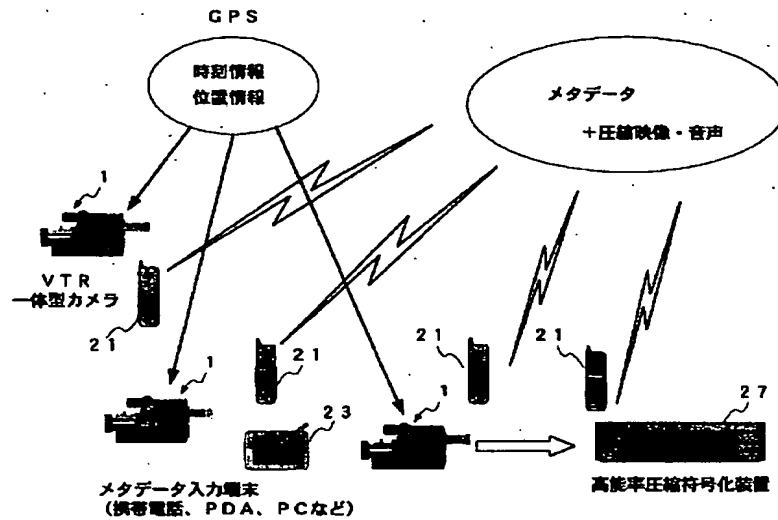 GPS
時刻情報
位置情報
メタデータ
+圧縮映像・音声
1
VTR
一体型カメラ
21
1
21
23
1
21
21
27
メタデータ入力端末
(携帯電話、PDA、PCなど)
高能率圧縮符号化装置